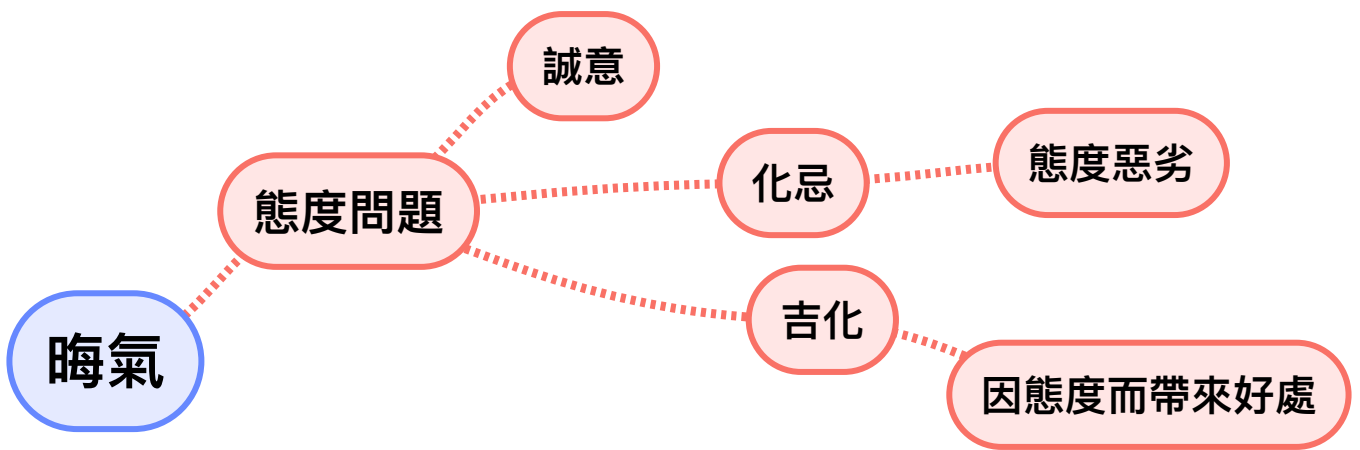 誠意
態度惡劣
化忌
態度問題
吉化
晦氣
因態度而帶來好處